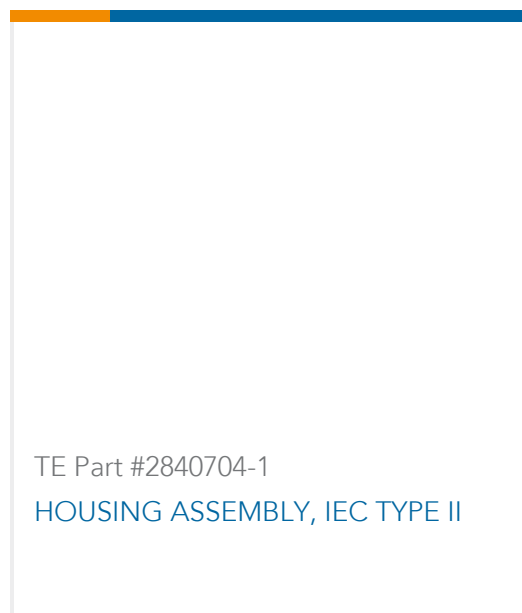 TE Part #2840704-1
HOUSING ASSEMBLY, IEC TYPE II